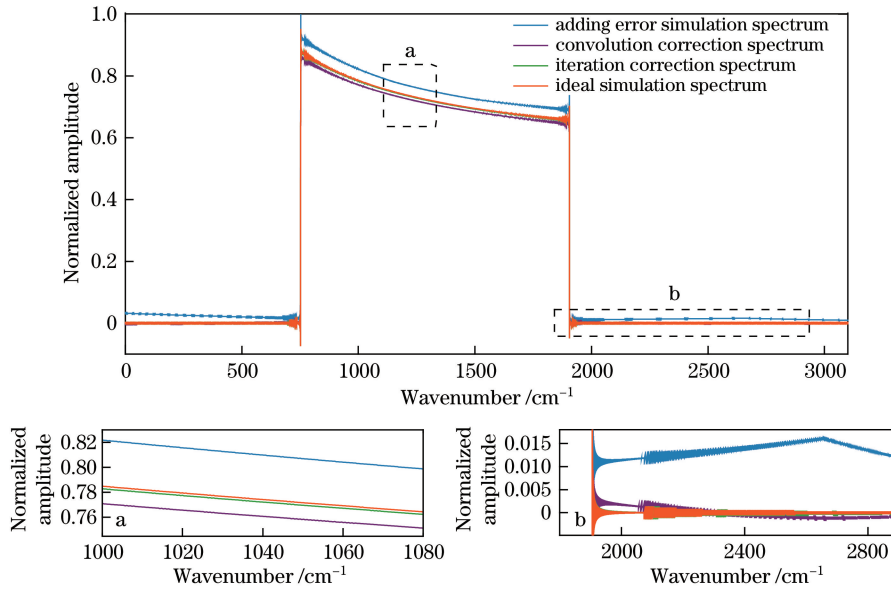 1.0
0.8
0.6
0.4
0.2
0
Normalized amplitude
adding error simulation spectrum
convolution correction spectrum
iteration correction spectrum
ideal simulation spectrum
a
b
0 500 1000 1500 2000 2500 3000
Wavenumber /cm⁻¹
0.82
0.80
0.78
0.76
Normalized
amplitude
a
1000 1020 1040 1060 1080
Wavenumber /cm⁻¹
0.015
0.010
0.005
0
Normalized
amplitude
b
2000 2400 2800
Wavenumber /cm⁻¹